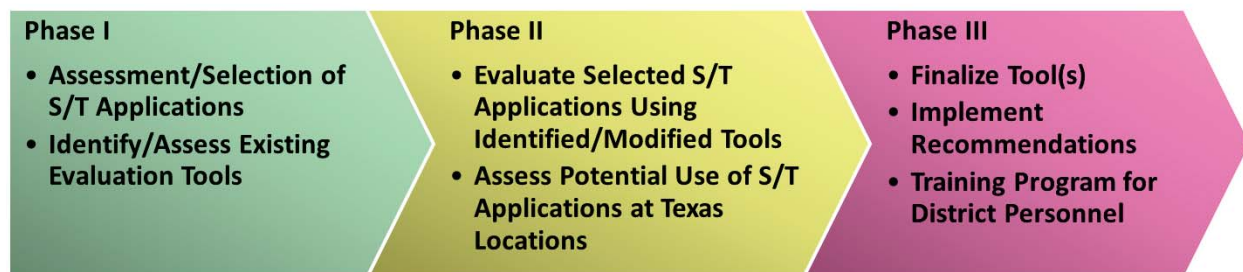 Phase I
• Assessment/Selection of
S/T Applications
• Identify/Assess Existing
Evaluation Tools
Phase II
• Evaluate Selected S/T
Applications Using
Identified/Modified Tools
• Assess Potential Use of S/T
Applications at Texas
Locations
Phase III
• Finalize Tool(s)
• Implement
Recommendations
• Training Program for
District Personnel